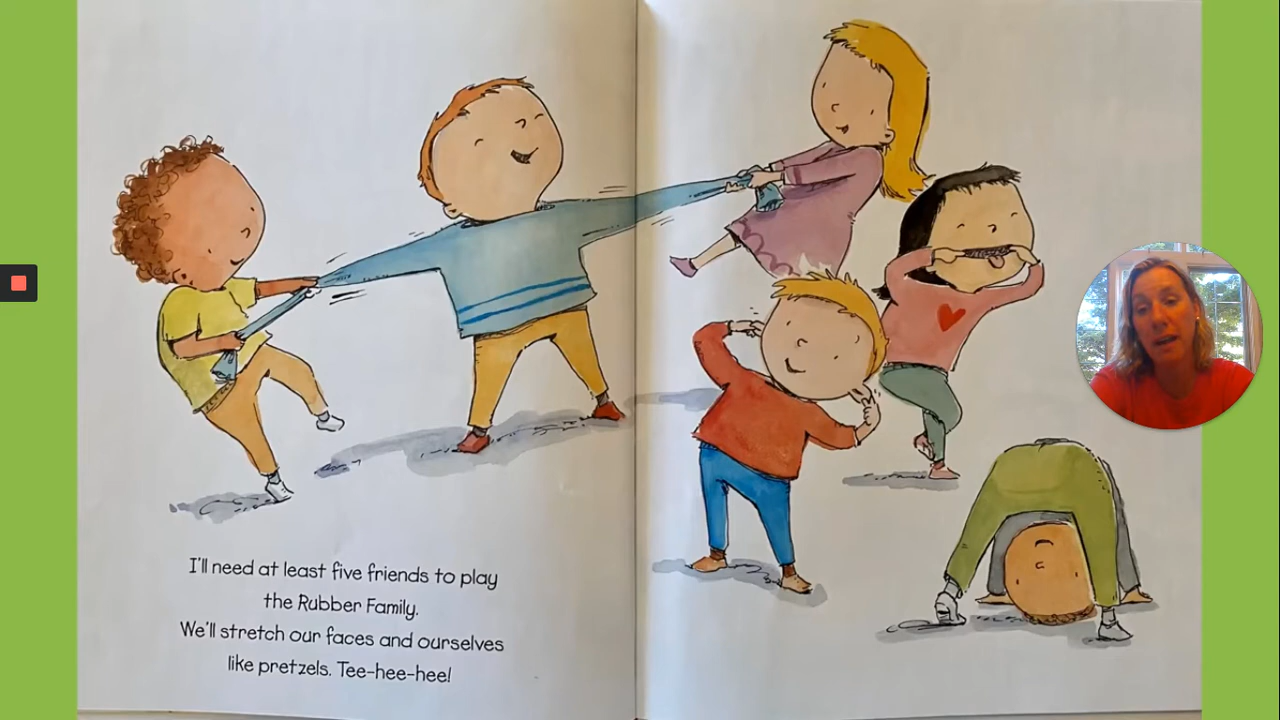 I'll need at least five friends to play
the Rubber Family.
We'll stretch our faces and ourselves
like pretzels. Tee-hee-hee!